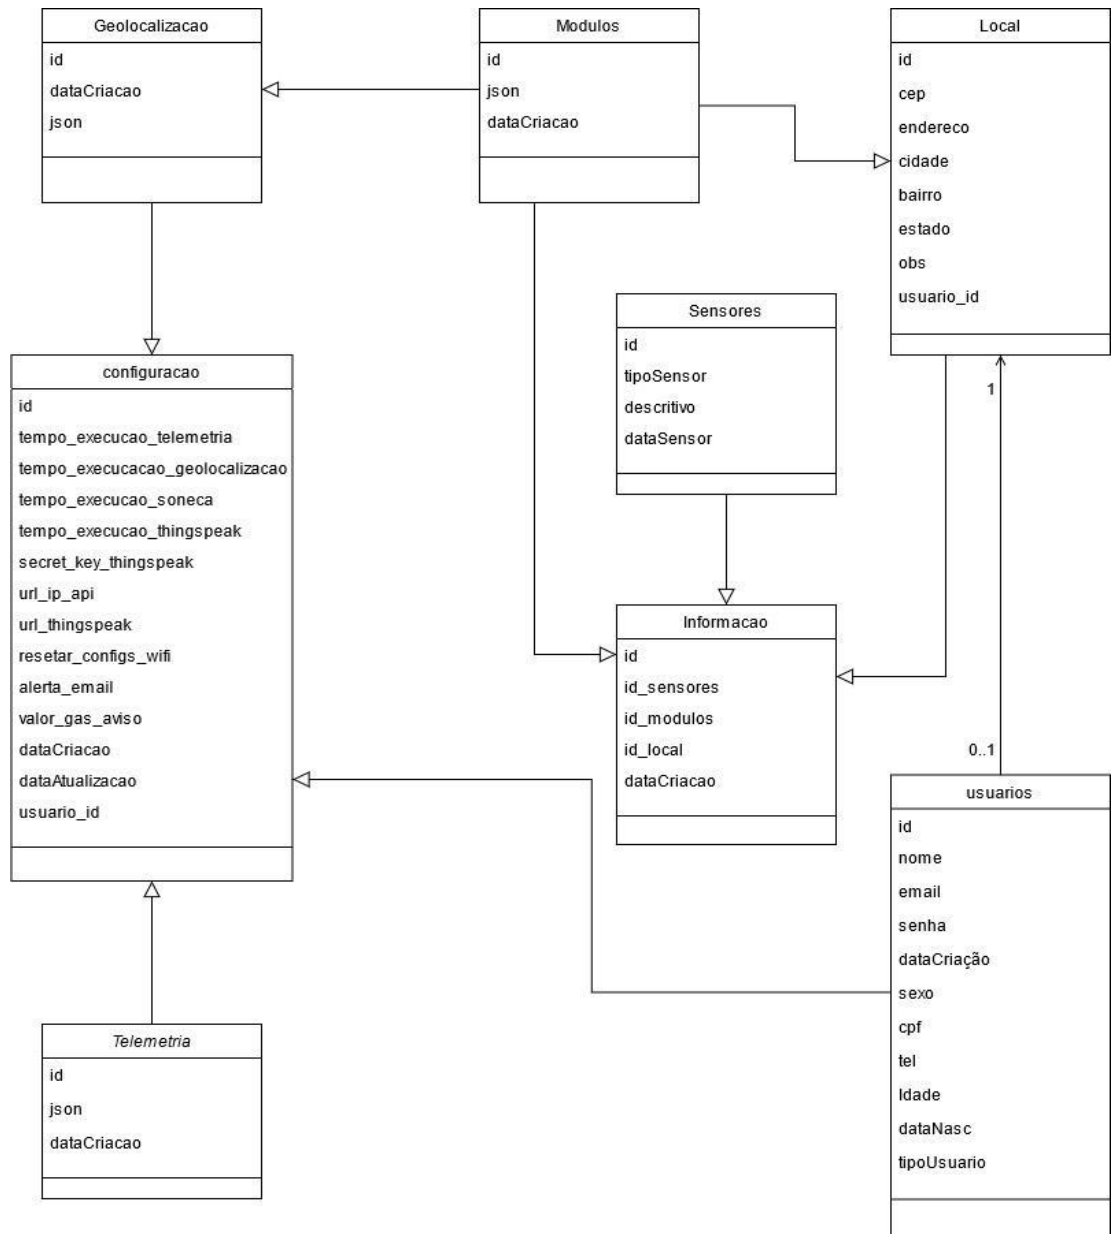 Geolocalizacao
id
dataCriacao
json
Modulos
id
json
dataCriacao
Local
id
cep
endereco
cidade
bairro
estado
obs
usuario_id
Sensores
id
tipoSensor
descritivo
dataSensor
configuracao
id
tempo_execucao_telemetria
tempo_execucacao_geolocalizacao
tempo_execucao_soneca
tempo_execucao_thingspeak
secret_key_thingspeak
url_ip_api
url_thingspeak
resetar_configs_wifi
alerta_email
valor_gas_aviso
dataCriacao
dataAtualizacao
usuario_id
Informacao
id
id_sensores
id_modulos
id_local
dataCriacao
1
0..1
usuarios
id
nome
email
senha
dataCriação
sexo
cpf
tel
Idade
dataNasc
tipoUsuario
Telemetria
id
json
dataCriacao